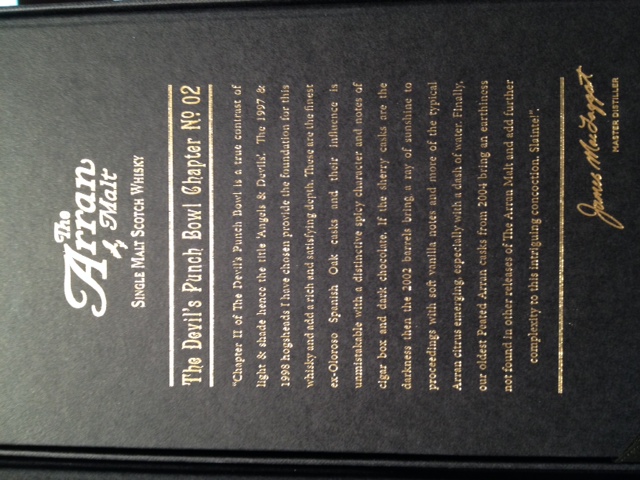 The
Arran
Malt
SINGLE MALT SCOTCH WHISKY
The Devil's Punch Bowl Chapter Nº 02
"Chapter II of The Devil's Punch Bowl is a true contrast of
light & shade hence the title 'Angels & Devils'. The 1997 &
1998 hogsheads I have chosen provide the foundation for this
whisky and add a rich and satisfying depth. These are the finest
ex-Oloroso Spanish Oak casks and their influence is
unmistakable with a distinctive spicy character and notes of
cigar box and dark chocolate. If the sherry casks are the
darkness then the 2002 barrels bring a ray of sunshine to
proceedings with soft vanilla notes and more of the typical
Arran citrus emerging especially with a dash of water. Finally,
our oldest Peated Arran casks from 2004 bring an earthiness
not found in other releases of The Arran Malt and add further
complexity to this intriguing concoction. Slainte!".
James MacTaggart
MASTER DISTILLER